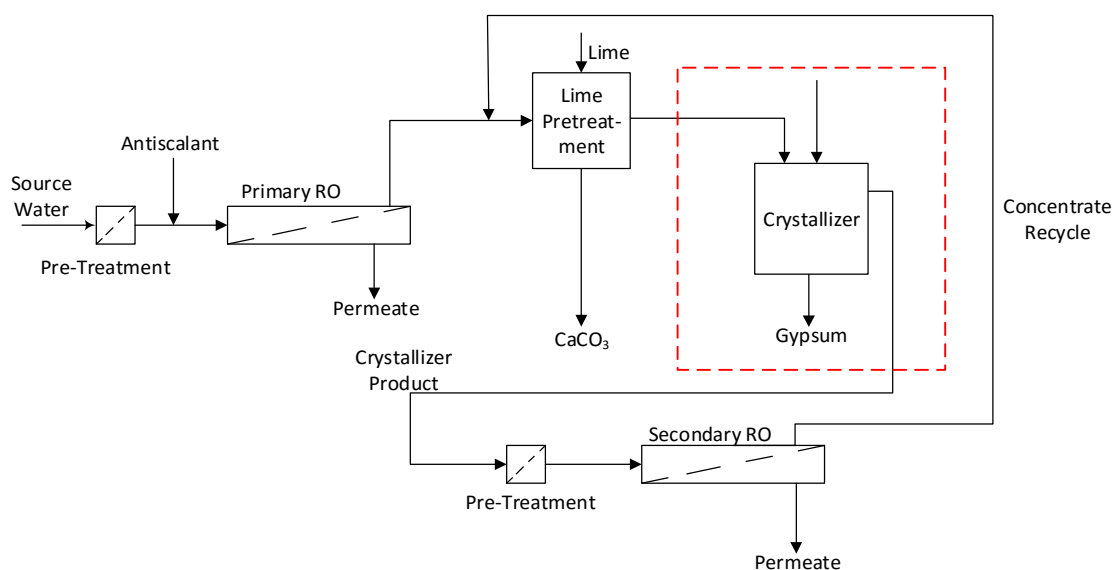 Lime
Lime
Pretreat-
ment
Antiscalant
Source
Water
Primary RO
Pre-Treatment
Permeate
CaCO₃
Crystallizer
Gypsum
Concentrate
Recycle
Crystallizer
Product
Secondary RO
Pre-Treatment
Permeate